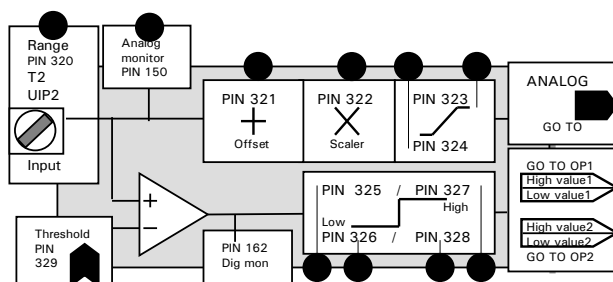 Range
PIN 320
T2
UIP2
Input
Analog
monitor
PIN 150
PIN 321
Offset
PIN 322
Scaler
PIN 323
PIN 324
ANALOG
GO TO
Threshold
PIN
329
+
−
PIN 162
Dig mon
PIN 325 / PIN 327
Low High
PIN 326 / PIN 328
GO TO OP1
High value1
Low value1
High value2
Low value2
GO TO OP2